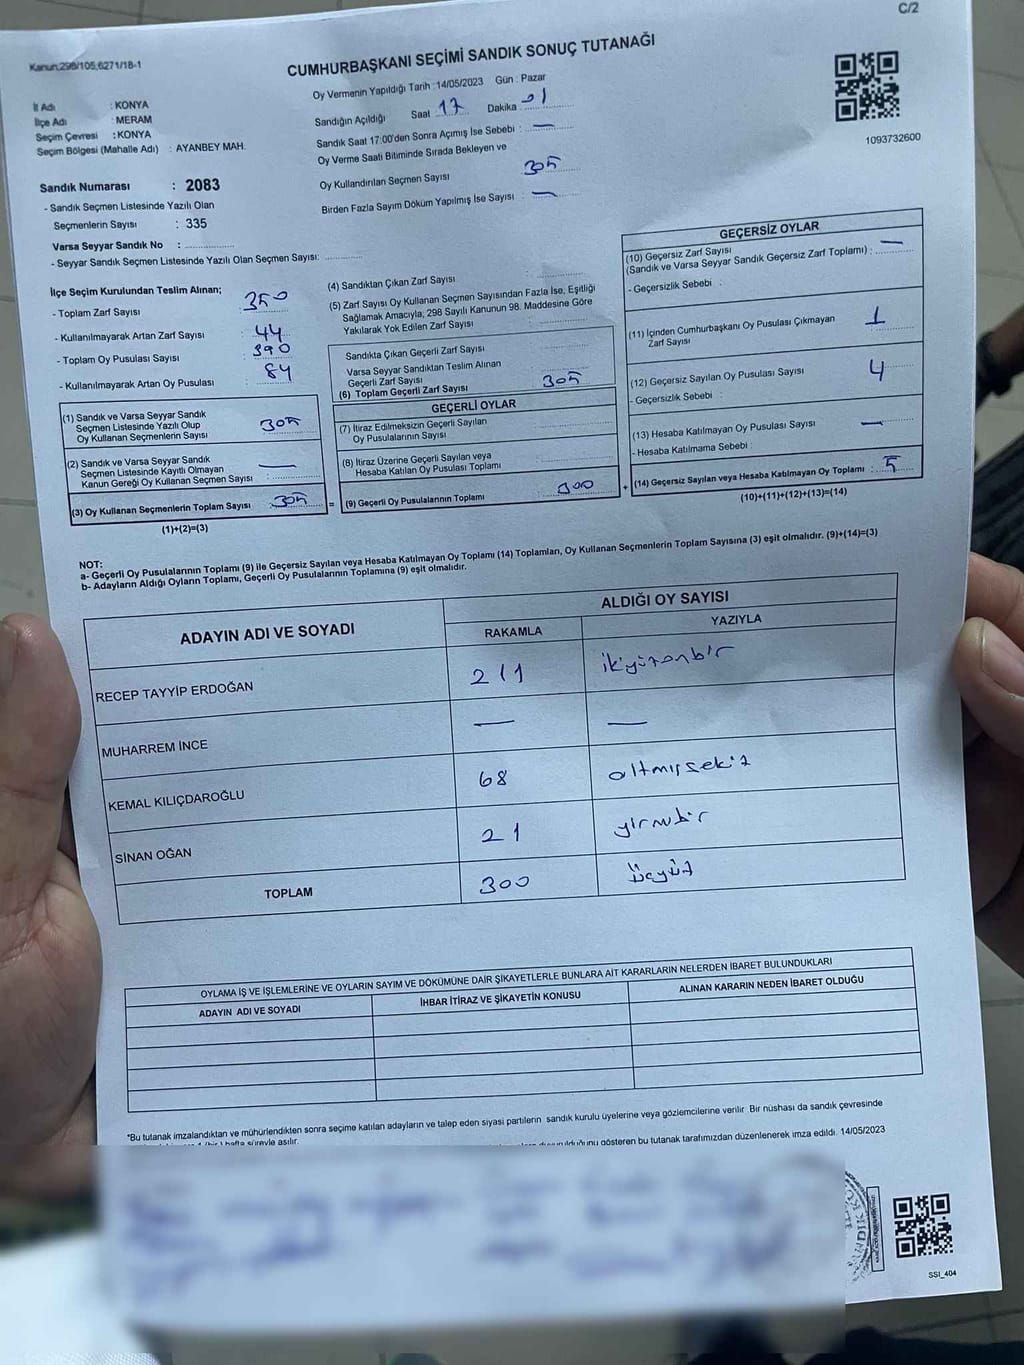 C/2
Kanun:298/105;6271/18-1
CUMHURBAŞKANI SEÇİMİ SANDIK SONUÇ TUTANAĞI
İl Adı : KONYA
İlçe Adı : MERAM
Seçim Çevresi : KONYA
Seçim Bölgesi (Mahalle Adı) : AYANBEY MAH.
Oy Vermenin Yapıldığı Tarih :14/05/2023 Gün : Pazar
Sandığın Açıldığı Saat 17 Dakika 01
Sandık Saat 17:00'den Sonra Açımış İse Sebebi : —
Oy Verme Saati Bitiminde Sırada Bekleyen ve
Oy Kullandırılan Seçmen Sayısı 305
Birden Fazla Sayım Döküm Yapılmış İse Sayısı : —
1093732600
Sandık Numarası : 2083
- Sandık Seçmen Listesinde Yazılı Olan
Seçmenlerin Sayısı : 335
Varsa Seyyar Sandık No :
- Seyyar Sandık Seçmen Listesinde Yazılı Olan Seçmen Sayısı:
İlçe Seçim Kurulundan Teslim Alınan;
- Toplam Zarf Sayısı : 350
- Kullanılmayarak Artan Zarf Sayısı : 44
- Toplam Oy Pusulası Sayısı : 390
- Kullanılmayarak Artan Oy Pusulası : 84
(1) Sandık ve Varsa Seyyar Sandık
Seçmen Listesinde Yazılı Olup
Oy Kullanan Seçmenlerin Sayısı : 305
(2) Sandık ve Varsa Seyyar Sandık
Seçmen Listesinde Kayıtlı Olmayan
Kanun Gereği Oy Kullanan Seçmen Sayısı : —
(3) Oy Kullanan Seçmenlerin Toplam Sayısı : 305 =
(1)+(2)=(3)
(4) Sandıktan Çıkan Zarf Sayısı :
(5) Zarf Sayısı Oy Kullanan Seçmen Sayısından Fazla İse, Eşitliği
Sağlamak Amacıyla, 298 Sayılı Kanunun 98. Maddesine Göre
Yakılarak Yok Edilen Zarf Sayısı :
Sandıkta Çıkan Geçerli Zarf Sayısı
Varsa Seyyar Sandıktan Teslim Alınan
Geçerli Zarf Sayısı
(6) Toplam Geçerli Zarf Sayısı 305
GEÇERLİ OYLAR
(7) İtiraz Edilmeksizin Geçerli Sayılan
Oy Pusulalarının Sayısı
(8) İtiraz Üzerine Geçerli Sayılan veya
Hesaba Katılan Oy Pusulası Toplamı
(9) Geçerli Oy Pusulalarının Toplamı : 300 +
GEÇERSİZ OYLAR
(10) Geçersiz Zarf Sayısı
(Sandık ve Varsa Seyyar Sandık Geçersiz Zarf Toplamı) : —
- Geçersizlik Sebebi :
(11) İçinden Cumhurbaşkanı Oy Pusulası Çıkmayan
Zarf Sayısı 1
(12) Geçersiz Sayılan Oy Pusulası Sayısı 4
- Geçersizlik Sebebi :
(13) Hesaba Katılmayan Oy Pusulası Sayısı —
- Hesaba Katılmama Sebebi :
(14) Geçersiz Sayılan veya Hesaba Katılmayan Oy Toplamı : 5
(10)+(11)+(12)+(13)=(14)
NOT:
a- Geçerli Oy Pusulalarının Toplamı (9) ile Geçersiz Sayılan veya Hesaba Katılmayan Oy Toplamı (14) Toplamları, Oy Kullanan Seçmenlerin Toplam Sayısına (3) eşit olmalıdır. (9)+(14)=(3)
b- Adayların Aldığı Oyların Toplamı, Geçerli Oy Pusulalarının Toplamına (9) eşit olmalıdır.
ADAYIN ADI VE SOYADI ALDIĞI OY SAYISI
RAKAMLA YAZIYLA
RECEP TAYYİP ERDOĞAN 211 ikiyüzonbir
MUHARREM İNCE — —
KEMAL KILIÇDAROĞLU 68 altmışsekiz
SİNAN OĞAN 21 yirmibir
TOPLAM 300 üçyüz
OYLAMA İŞ VE İŞLEMLERİNE VE OYLARIN SAYIM VE DÖKÜMÜNE DAİR ŞİKAYETLERLE BUNLARA AİT KARARLARIN NELERDEN İBARET BULUNDUKLARI
ADAYIN ADI VE SOYADI İHBAR İTİRAZ VE ŞİKAYETİN KONUSU ALINAN KARARIN NEDEN İBARET OLDUĞU
*Bu tutanak imzalandıktan ve mühürlendikten sonra seçime katılan adayların ve talep eden siyasi partilerin sandık kurulu üyelerine veya gözlemcilerine verilir. Bir nüshası da sandık çevresinde
(bir) hafta süreyle asılır.
gösteren bu tutanak tarafımızdan düzenlenerek imza edildi. 14/05/2023
SSI_404